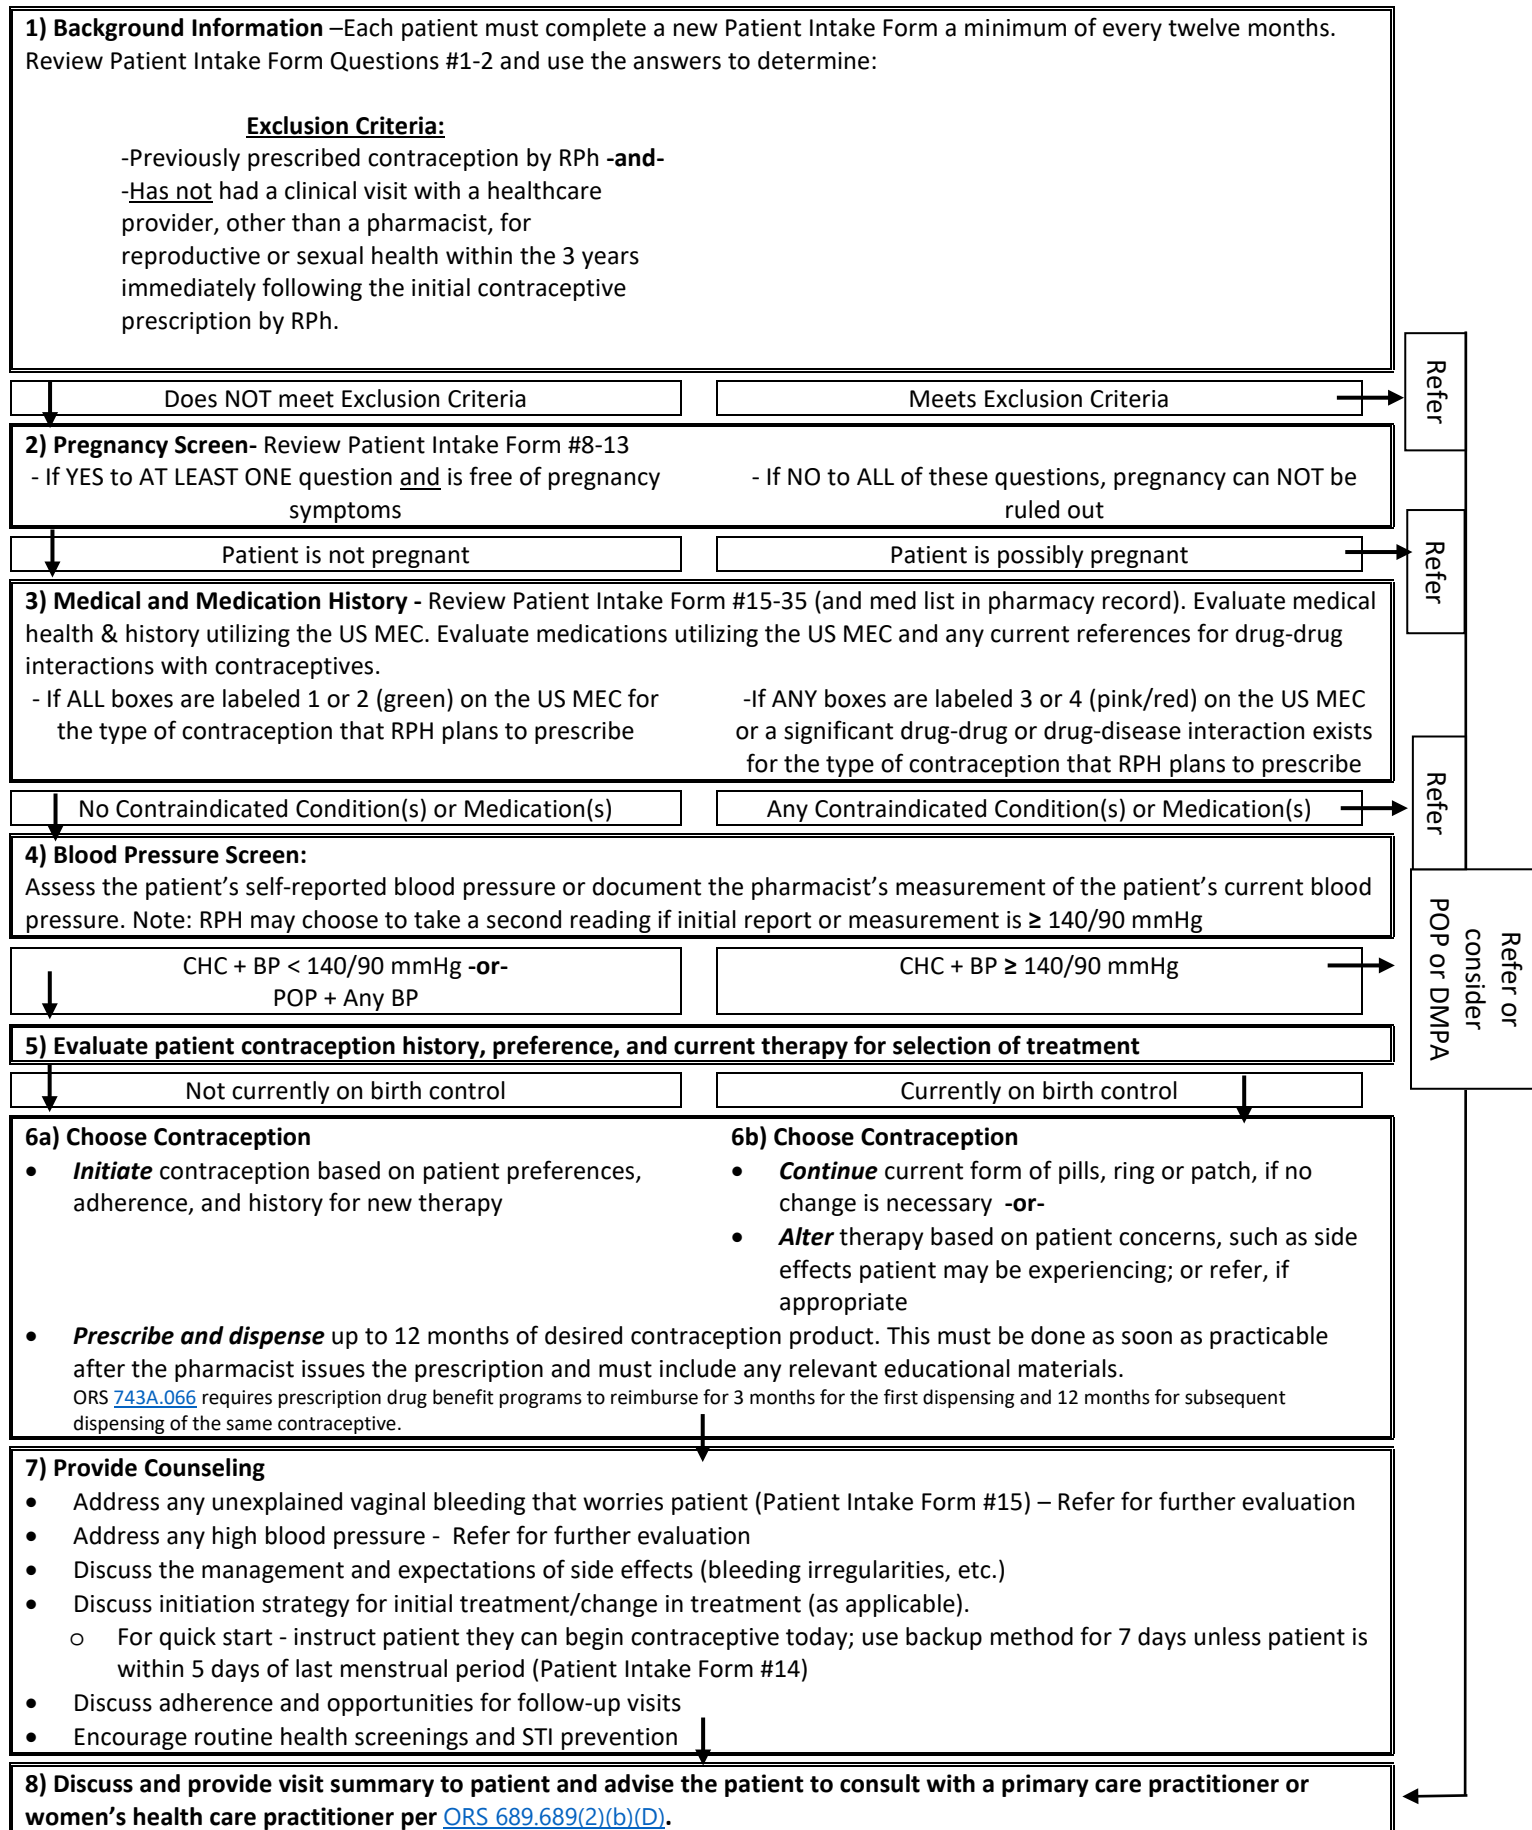 1) Background Information –Each patient must complete a new Patient Intake Form a minimum of every twelve months.
Review Patient Intake Form Questions #1-2 and use the answers to determine:
Exclusion Criteria:
-Previously prescribed contraception by RPh -and-
-Has not had a clinical visit with a healthcare
provider, other than a pharmacist, for
reproductive or sexual health within the 3 years
immediately following the initial contraceptive
prescription by RPh.
Does NOT meet Exclusion Criteria
Meets Exclusion Criteria
Refer
2) Pregnancy Screen- Review Patient Intake Form #8-13
- If YES to AT LEAST ONE question and is free of pregnancy
symptoms
- If NO to ALL of these questions, pregnancy can NOT be
ruled out
Patient is not pregnant
Patient is possibly pregnant
Refer
3) Medical and Medication History - Review Patient Intake Form #15-35 (and med list in pharmacy record). Evaluate medical
health & history utilizing the US MEC. Evaluate medications utilizing the US MEC and any current references for drug-drug
interactions with contraceptives.
- If ALL boxes are labeled 1 or 2 (green) on the US MEC for
the type of contraception that RPH plans to prescribe
-If ANY boxes are labeled 3 or 4 (pink/red) on the US MEC
or a significant drug-drug or drug-disease interaction exists
for the type of contraception that RPH plans to prescribe
No Contraindicated Condition(s) or Medication(s)
Any Contraindicated Condition(s) or Medication(s)
Refer
4) Blood Pressure Screen:
Assess the patient's self-reported blood pressure or document the pharmacist's measurement of the patient's current blood
pressure. Note: RPH may choose to take a second reading if initial report or measurement is ≥ 140/90 mmHg
CHC + BP < 140/90 mmHg -or-
POP + Any BP
CHC + BP ≥ 140/90 mmHg
Refer or
consider
POP or DMPA
5) Evaluate patient contraception history, preference, and current therapy for selection of treatment
Not currently on birth control
Currently on birth control
6a) Choose Contraception
• Initiate contraception based on patient preferences,
adherence, and history for new therapy
6b) Choose Contraception
• Continue current form of pills, ring or patch, if no
change is necessary -or-
• Alter therapy based on patient concerns, such as side
effects patient may be experiencing; or refer, if
appropriate
• Prescribe and dispense up to 12 months of desired contraception product. This must be done as soon as practicable
after the pharmacist issues the prescription and must include any relevant educational materials.
ORS 743A.066 requires prescription drug benefit programs to reimburse for 3 months for the first dispensing and 12 months for subsequent
dispensing of the same contraceptive.
7) Provide Counseling
• Address any unexplained vaginal bleeding that worries patient (Patient Intake Form #15) – Refer for further evaluation
• Address any high blood pressure - Refer for further evaluation
• Discuss the management and expectations of side effects (bleeding irregularities, etc.)
• Discuss initiation strategy for initial treatment/change in treatment (as applicable).
o For quick start - instruct patient they can begin contraceptive today; use backup method for 7 days unless patient is
within 5 days of last menstrual period (Patient Intake Form #14)
• Discuss adherence and opportunities for follow-up visits
• Encourage routine health screenings and STI prevention
8) Discuss and provide visit summary to patient and advise the patient to consult with a primary care practitioner or
women's health care practitioner per ORS 689.689(2)(b)(D).